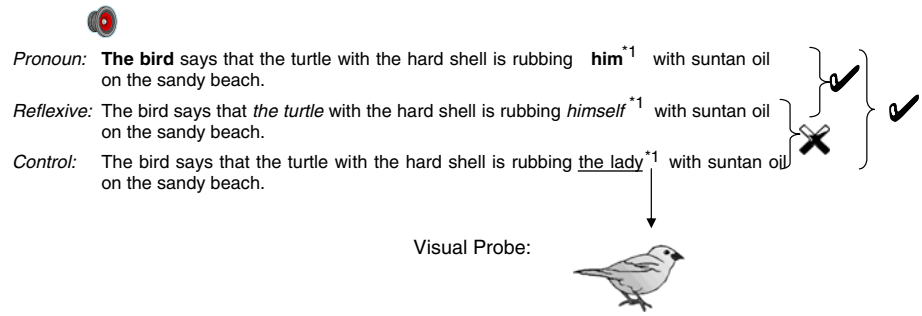 Pronoun: The bird says that the turtle with the hard shell is rubbing him*1 with suntan oil
on the sandy beach.
Reflexive: The bird says that the turtle with the hard shell is rubbing himself *1 with suntan oil
on the sandy beach.
Control: The bird says that the turtle with the hard shell is rubbing the lady*1 with suntan oil
on the sandy beach.
Visual Probe: